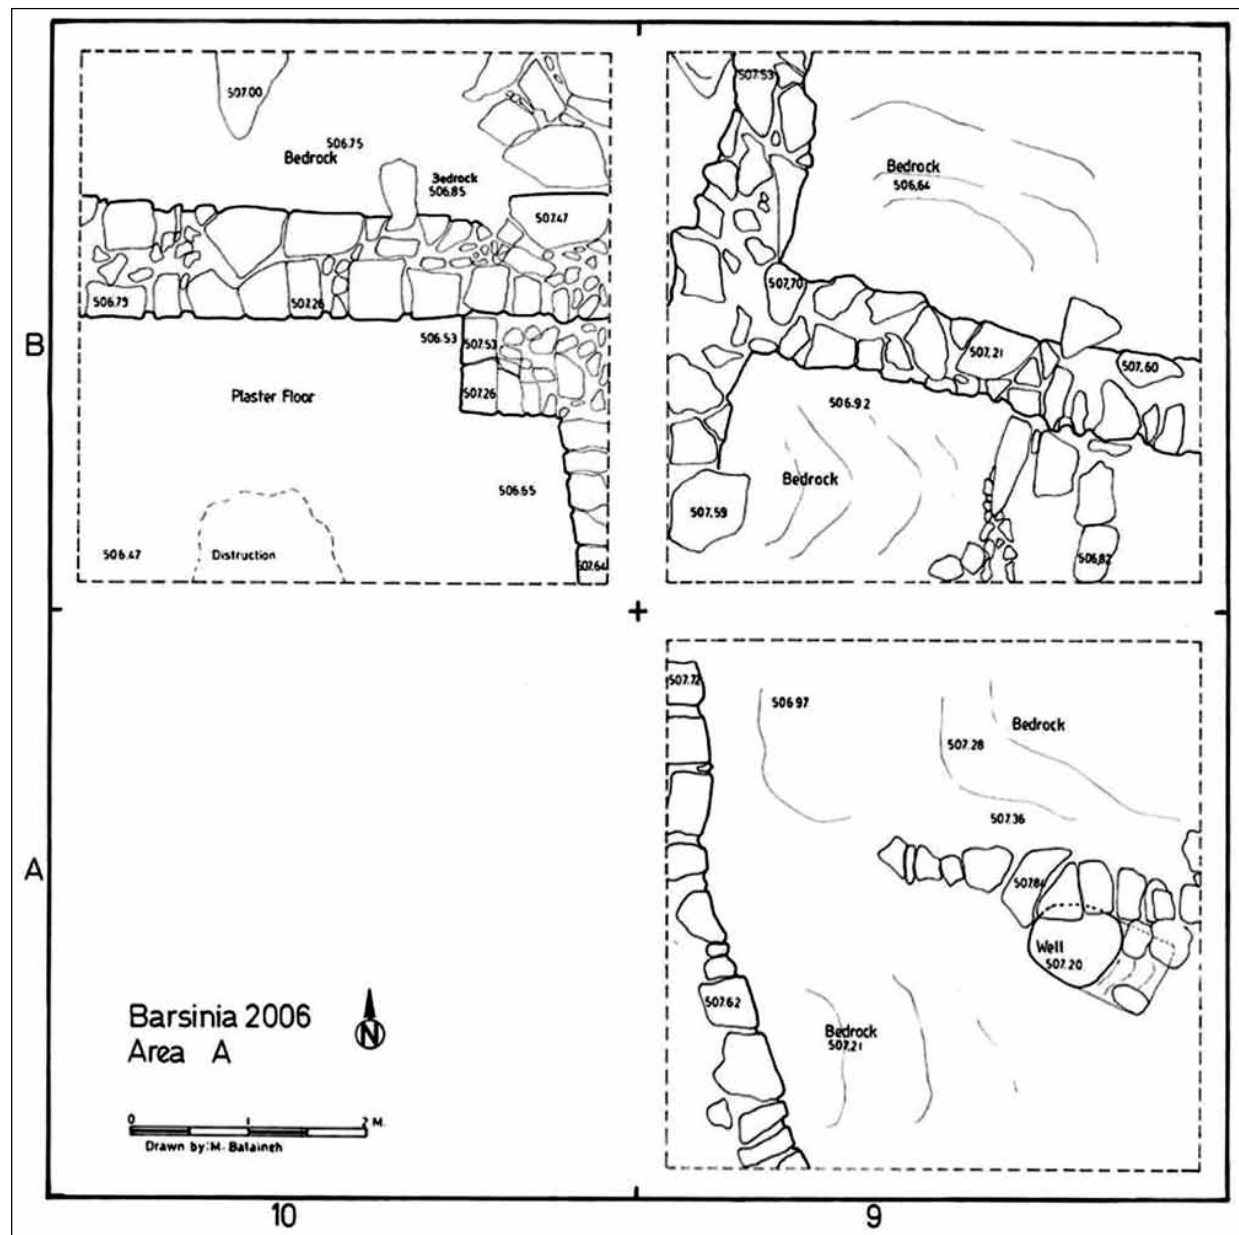 507.00
506.75
Bedrock
Bedrock
506.85
507.47
506.79
507.26
506.53
507.53
507.26
Plaster Floor
506.65
506.47
Distruction
507.64
507.53
Bedrock
506.64
507.70
507.21
507.60
506.92
Bedrock
507.59
506.82
B
507.72
506.97
Bedrock
507.28
507.36
507.84
Well
507.20
507.62
Bedrock
507.21
A
Barsinia 2006
Area A
N
0 1 2 M.
Drawn by: M. Bataineh
10 9